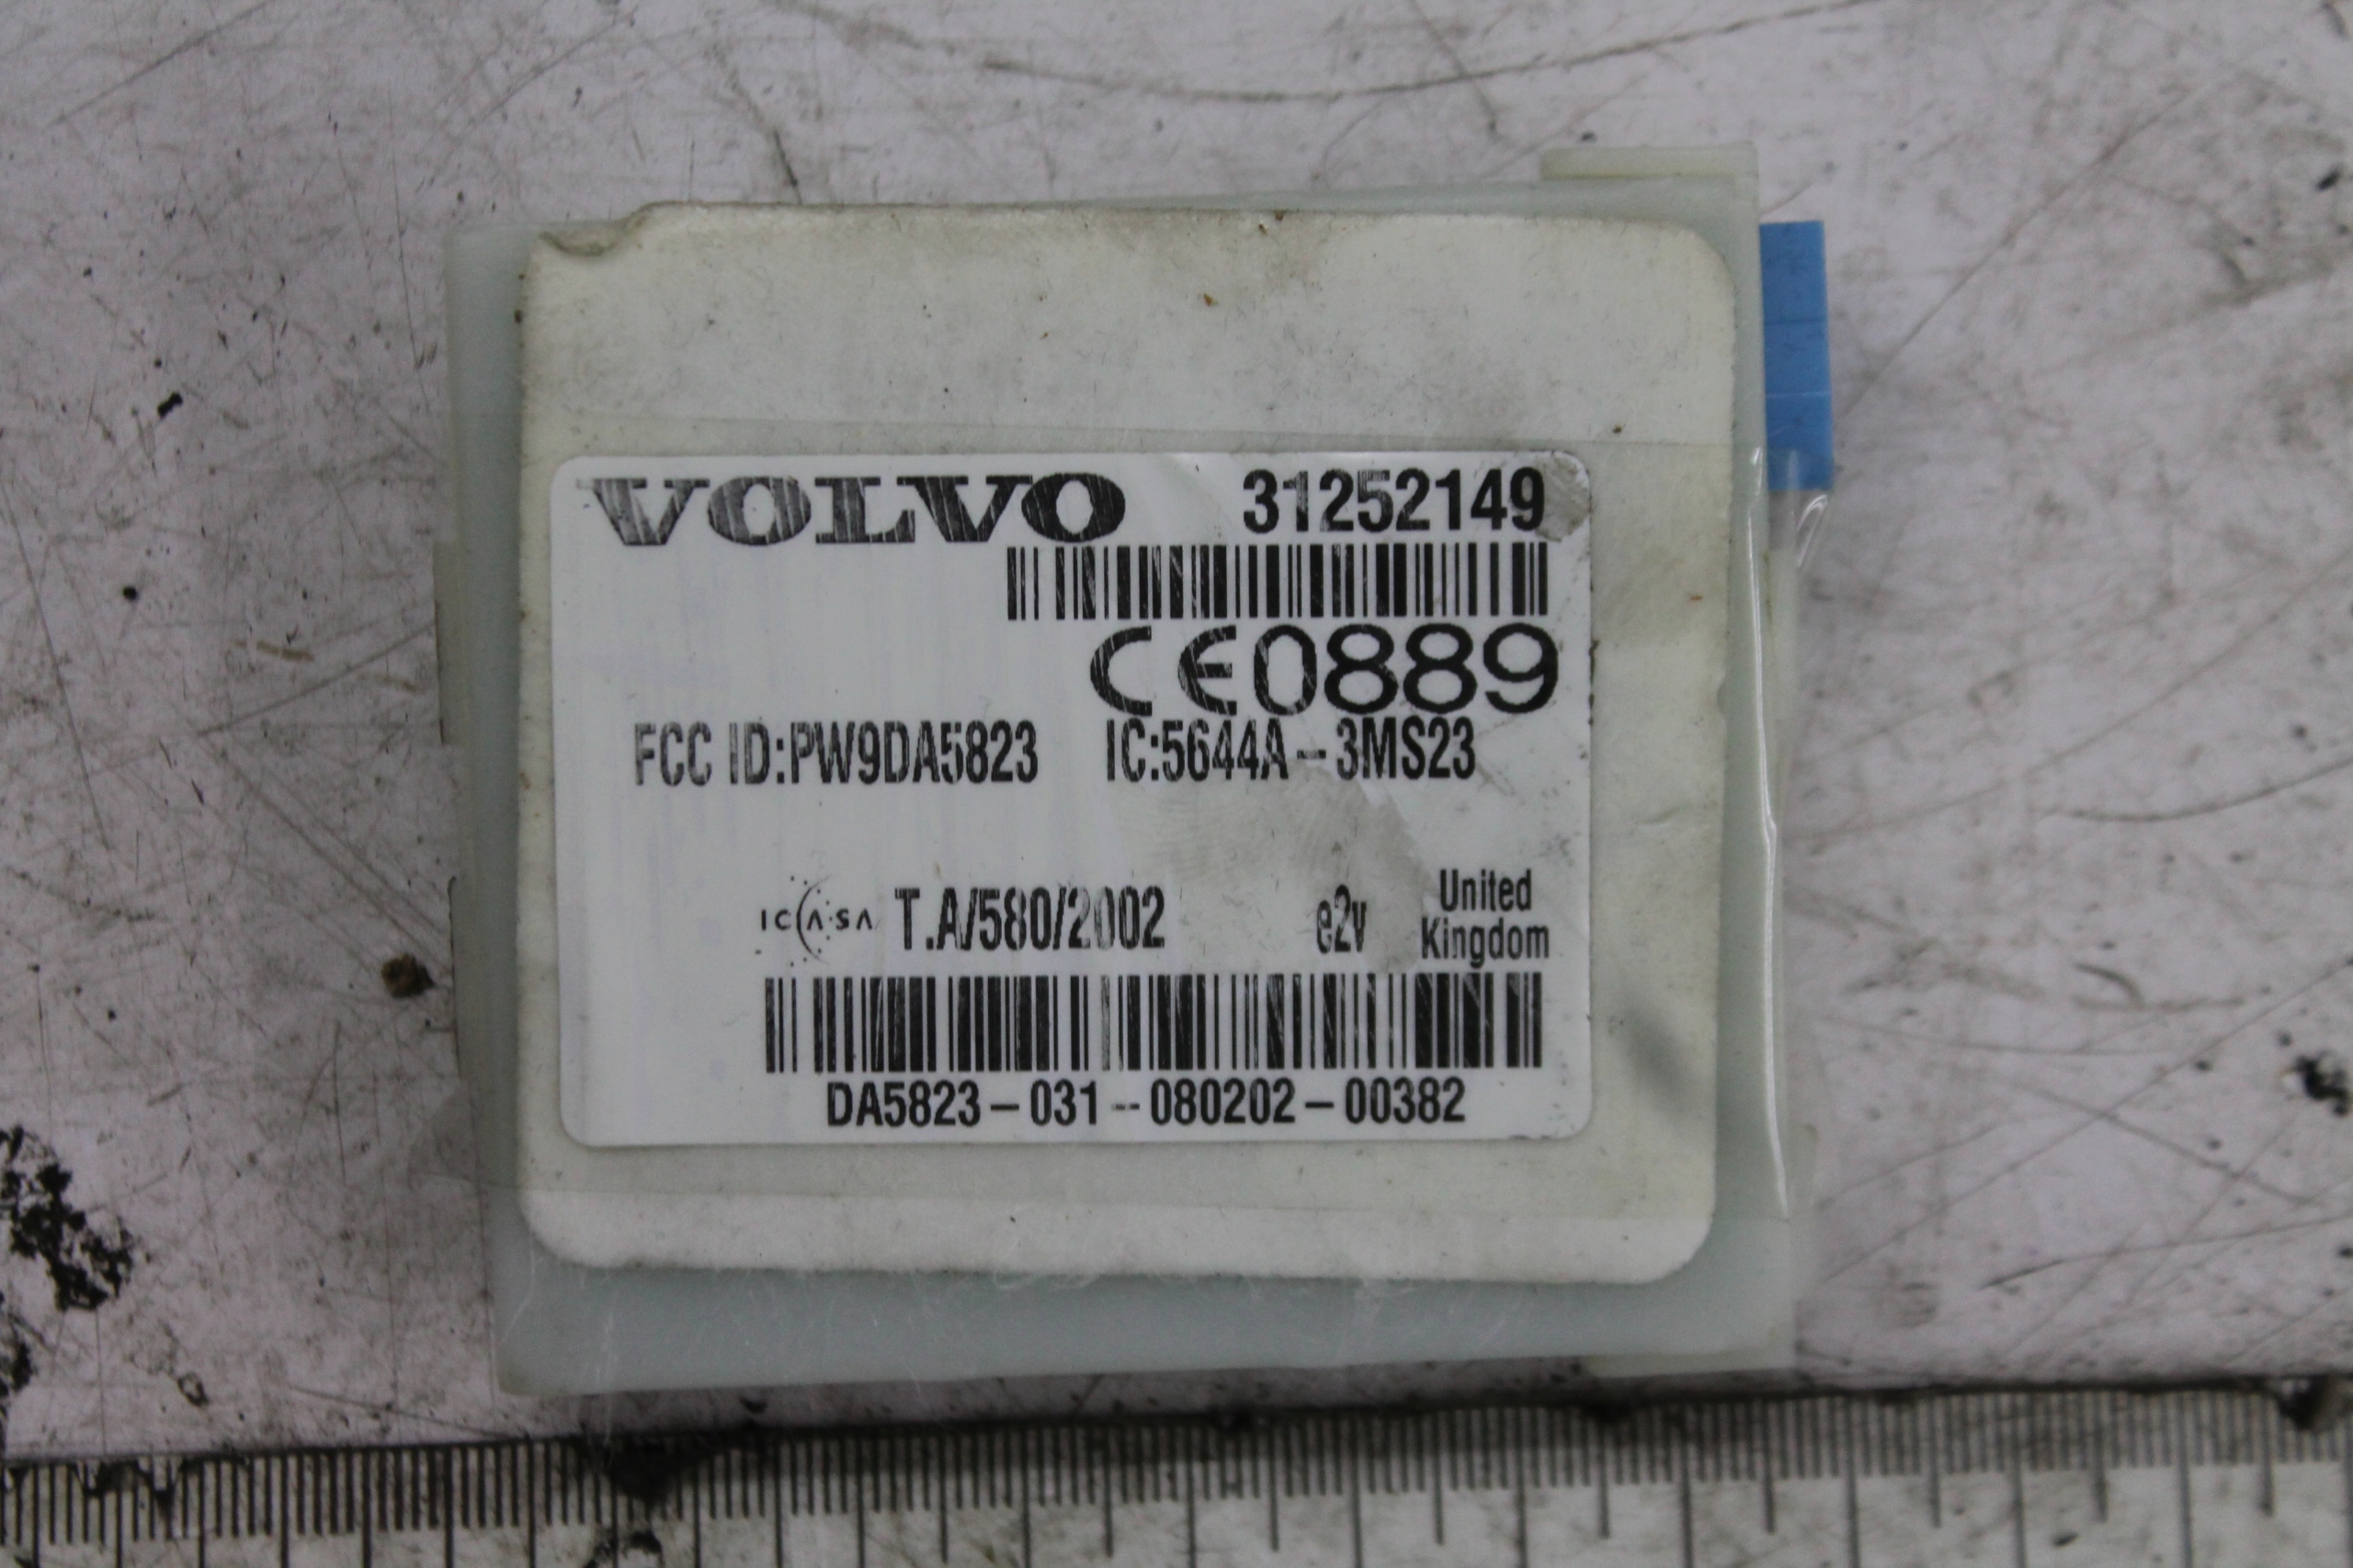 VOLVO 31252149
CE0889
FCC ID:PW9DA5823 IC:5644A-3MS23
ICASA T.A/580/2002 e2v United
Kingdom
DA5823-031--080202-00382